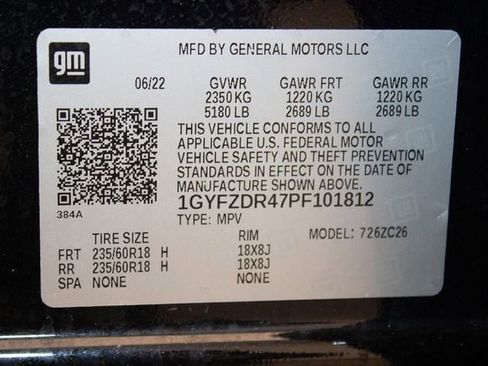 gm
MFD BY GENERAL MOTORS LLC
06/22 GVWR GAWR FRT GAWR RR
2350 KG 1220 KG 1220 KG
5180 LB 2689 LB 2689 LB
THIS VEHICLE CONFORMS TO ALL
APPLICABLE U.S. FEDERAL MOTOR
VEHICLE SAFETY AND THEFT PREVENTION
STANDARDS IN EFFECT ON THE DATE OF
MANUFACTURE SHOWN ABOVE.
384A
1GYFZDR47PF101812
TYPE: MPV
TIRE SIZE RIM MODEL: 726ZC26
FRT 235/60R18 H 18X8J
RR 235/60R18 H 18X8J
SPA NONE NONE